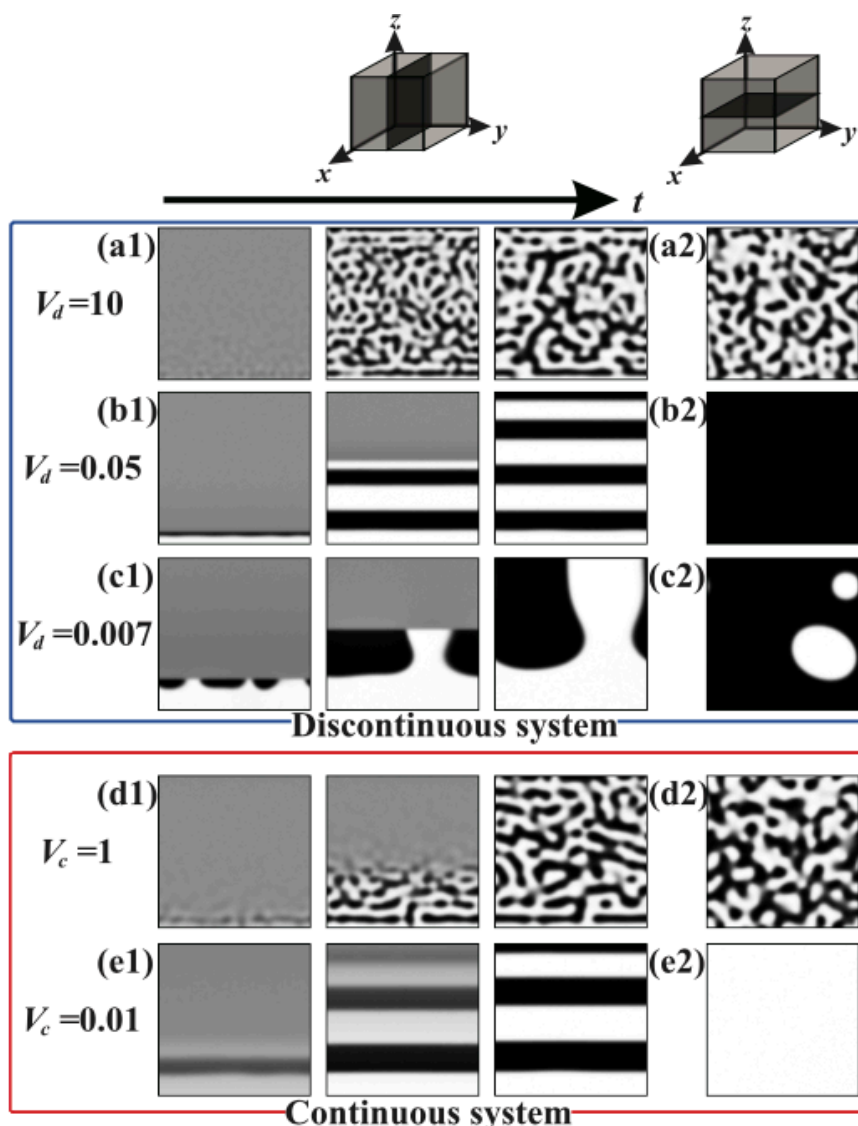 z z
y y
x x
t
(a1) (a2)
V_d =10
(b1) (b2)
V_d =0.05
(c1) (c2)
V_d =0.007
Discontinuous system
(d1) (d2)
V_c =1
(e1) (e2)
V_c =0.01
Continuous system